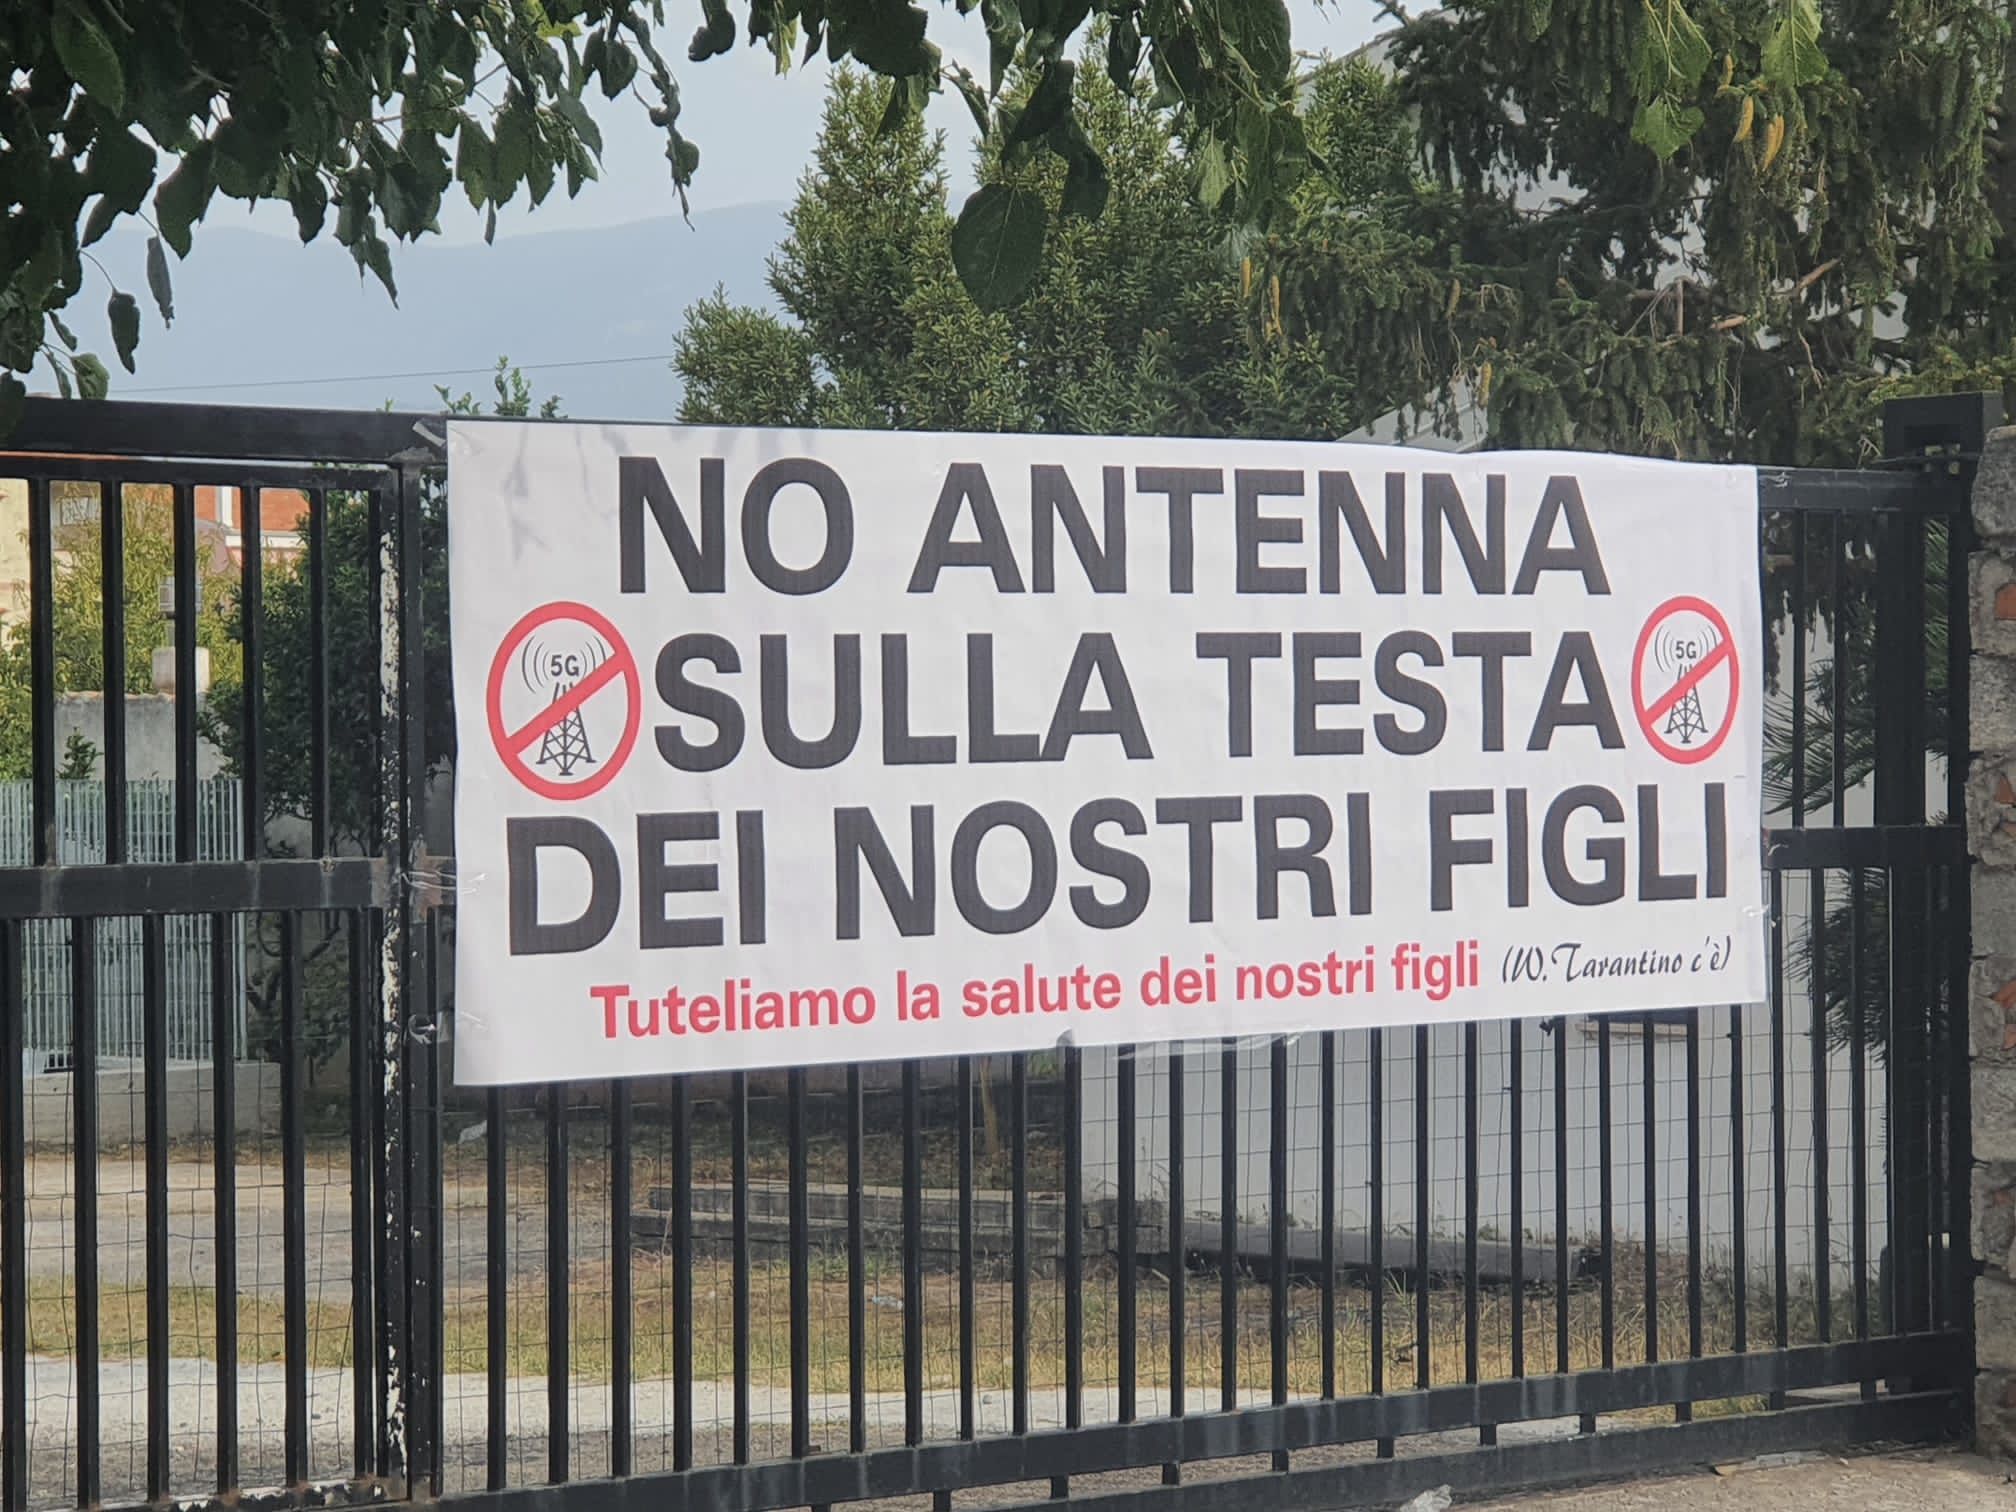 NO ANTENNA
5G SULLA TESTA 5G
DEI NOSTRI FIGLI
Tuteliamo la salute dei nostri figli (W. Tarantino c'è)